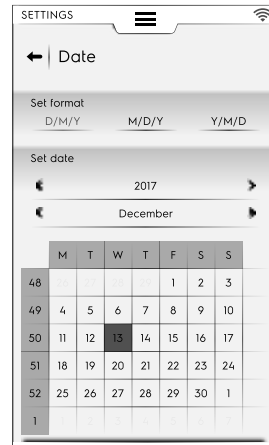 SETTINGS
Date
Set format
D/M/Y M/D/Y Y/M/D
Set date
2017
December
M T W T F S S
48 1 2 3
49 4 5 6 7 8 9 10
50 11 12 13 14 15 16 17
51 18 19 20 21 22 23 24
52 25 26 27 28 29 30 1
1